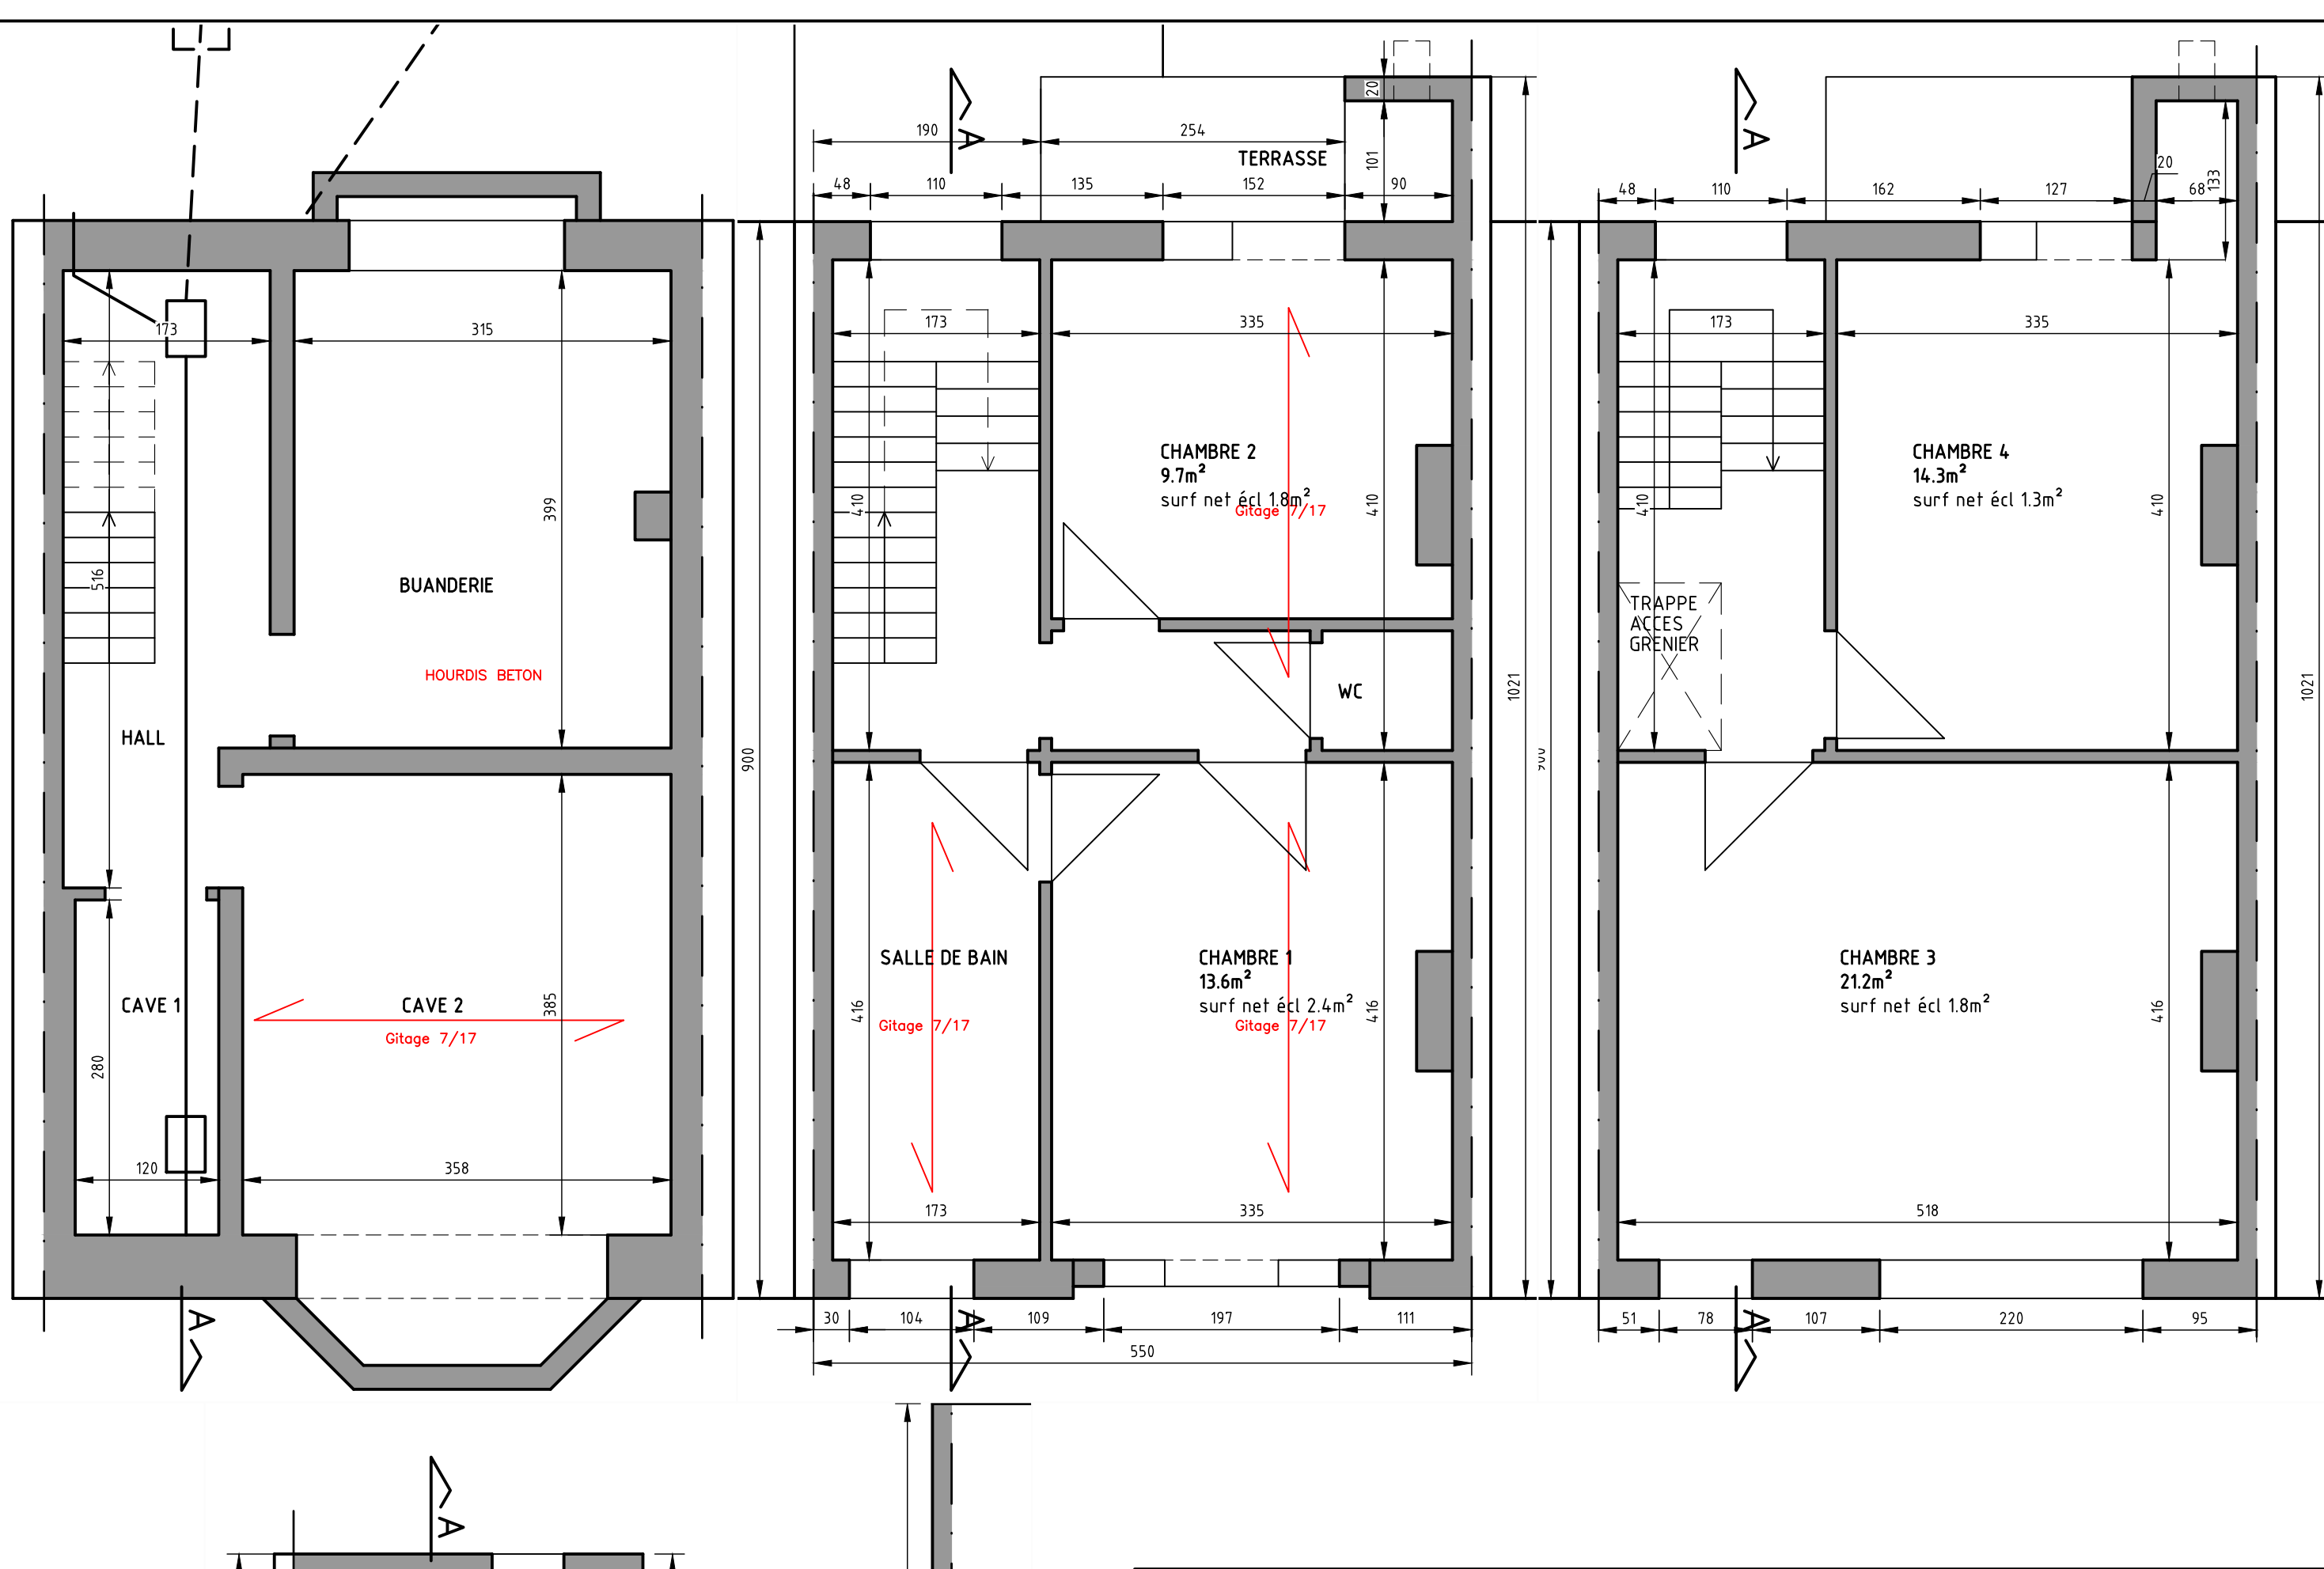 A
173
315
516
399
BUANDERIE
HOURDIS BETON
HALL
CAVE 1
CAVE 2
385
Gitage 7/17
280
120
358
A
20
190
A
254
TERRASSE
101
48
110
135
152
90
173
335
CHAMBRE 2
9.7m²
surf net écl 1.8m²
Gitage 7/17
410
410
WC
900
1021
SALLE DE BAIN
CHAMBRE 1
13.6m²
surf net écl 2.4m²
416
Gitage 7/17
Gitage 7/17
416
173
335
30
104
A
109
197
111
550
A
20
133
48
110
162
127
68
173
335
CHAMBRE 4
14.3m²
surf net écl 1.3m²
410
410
TRAPPE
ACCES
GRENIER
900
1021
CHAMBRE 3
21.2m²
surf net écl 1.8m²
416
518
51
78
A
107
220
95